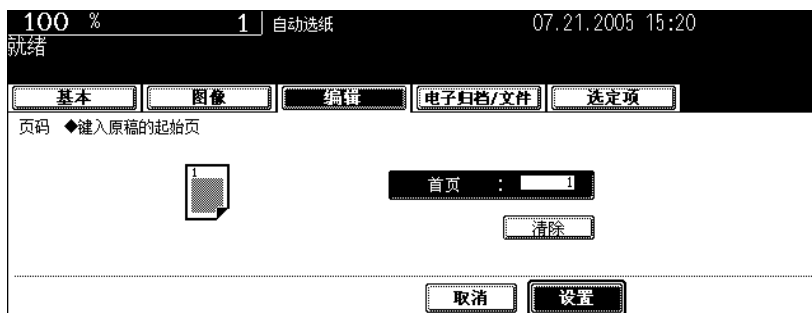 100 % 1 自动选纸 07.21.2005 15:20
就绪
基本 图像 编辑 电子归档/文件 选定项
页码 ◆键入原稿的起始页
1
首页 : 1
清除
取消 设置